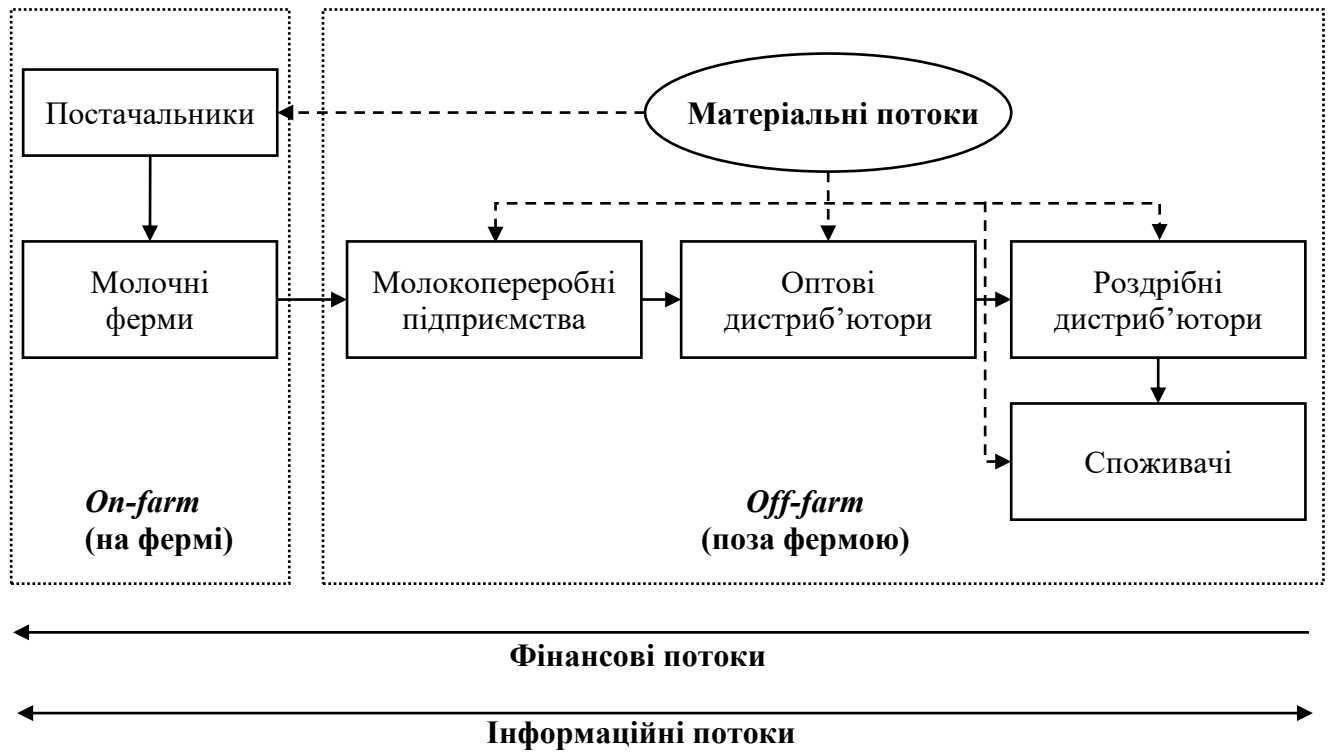 Постачальники
Матеріальні потоки
Молочні
ферми
Молокопереробні
підприємства
Оптові
дистриб’ютори
Роздрібні
дистриб’ютори
Споживачі
On-farm
(на фермі)
Off-farm
(поза фермою)
Фінансові потоки
Інформаційні потоки